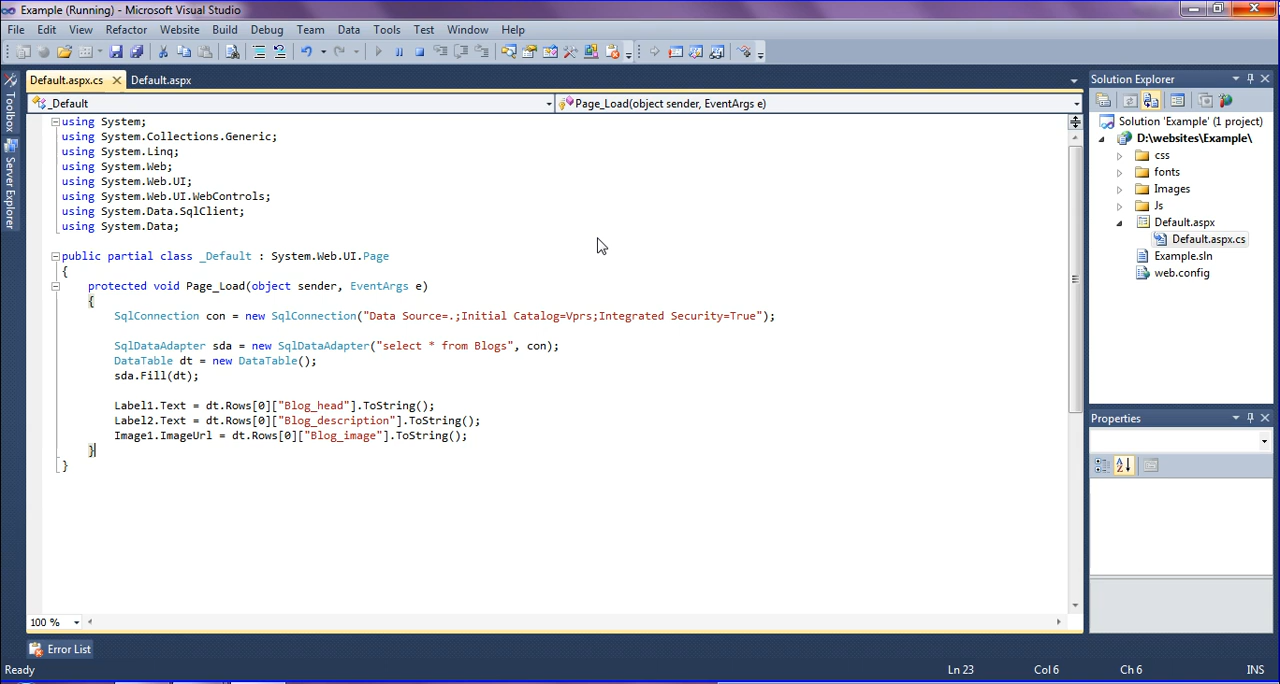 Example (Running) - Microsoft Visual Studio
File Edit View Refactor Website Build Debug Team Data Tools Test Window Help
Default.aspx.cs Default.aspx
_Default Page_Load(object sender, EventArgs e)
Toolbox
Server Explorer
using System;
using System.Collections.Generic;
using System.Linq;
using System.Web;
using System.Web.UI;
using System.Web.UI.WebControls;
using System.Data.SqlClient;
using System.Data;
public partial class _Default : System.Web.UI.Page
{
protected void Page_Load(object sender, EventArgs e)
{
SqlConnection con = new SqlConnection("Data Source=.;Initial Catalog=Vprs;Integrated Security=True");
SqlDataAdapter sda = new SqlDataAdapter("select * from Blogs", con);
DataTable dt = new DataTable();
sda.Fill(dt);
Label1.Text = dt.Rows[0]["Blog_head"].ToString();
Label2.Text = dt.Rows[0]["Blog_description"].ToString();
Image1.ImageUrl = dt.Rows[0]["Blog_image"].ToString();
}
}
100 %
Solution Explorer
Solution 'Example' (1 project)
D:\websites\Example\
css
fonts
Images
Js
Default.aspx
Default.aspx.cs
Example.sln
web.config
Properties
Error List
Ready Ln 23 Col 6 Ch 6 INS